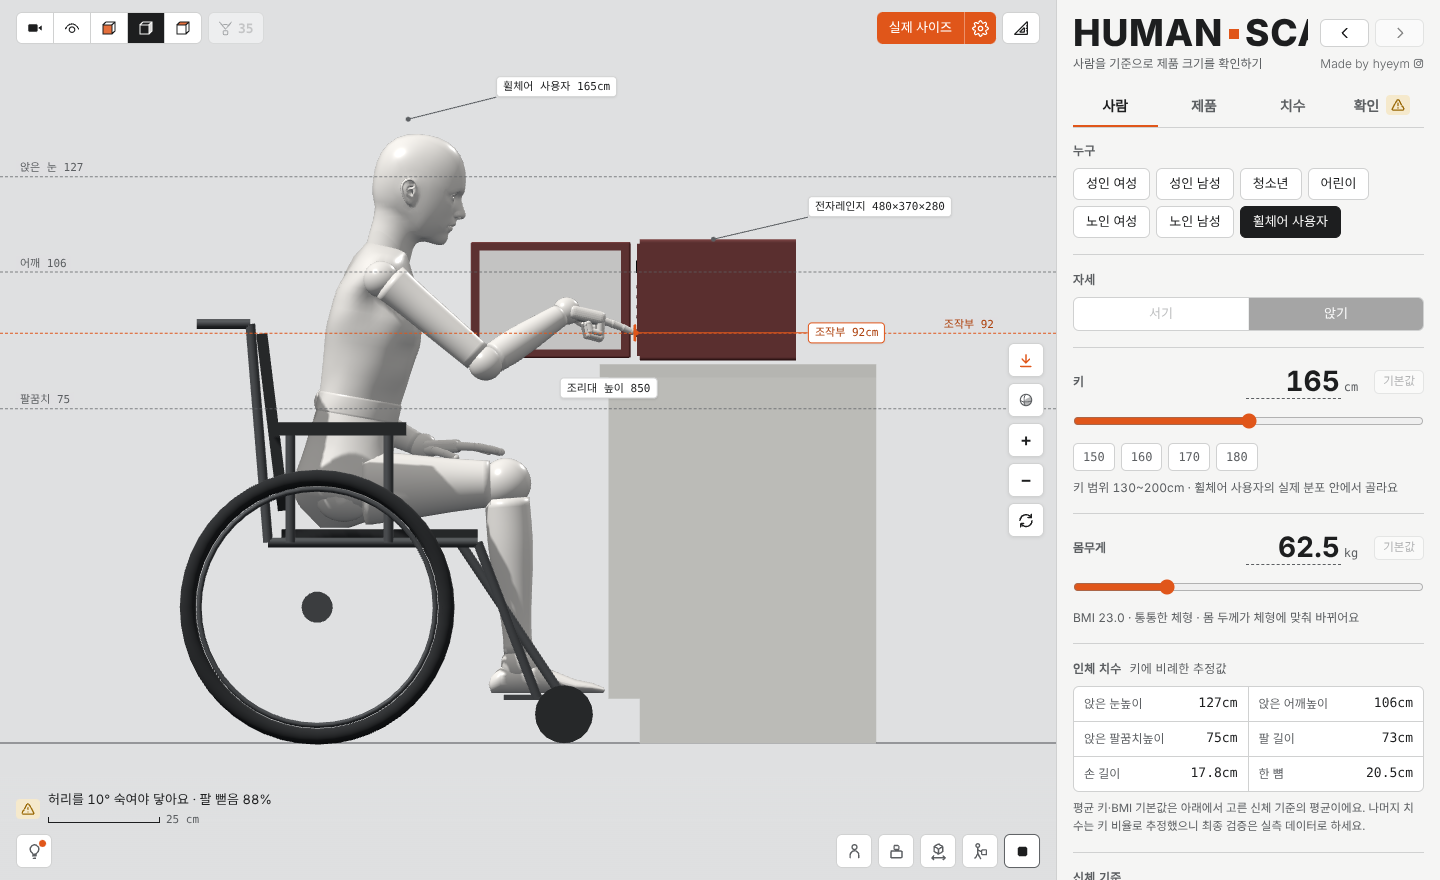 35
실제 사이즈
휠체어 사용자 165cm
앉은 눈 127
전자레인지 480×370×280
어깨 106
조작부 92
조작부 92cm
조리대 높이 850
팔꿈치 75
허리를 10° 숙여야 닿아요 · 팔 뻗음 88%
25 cm
HUMAN SCA
사람을 기준으로 제품 크기를 확인하기
Made by hyeym
사람 제품 치수 확인
누구
성인 여성 성인 남성 청소년 어린이
노인 여성 노인 남성 휠체어 사용자
자세
서기 앉기
키 165 cm 기본값
150 160 170 180
키 범위 130~200cm · 휠체어 사용자의 실제 분포 안에서 골라요
몸무게 62.5 kg 기본값
BMI 23.0 · 통통한 체형 · 몸 두께가 체형에 맞춰 바뀌어요
인체 치수 키에 비례한 추정값
앉은 눈높이 127cm 앉은 어깨높이 106cm
앉은 팔꿈치높이 75cm 팔 길이 73cm
손 길이 17.8cm 한 뼘 20.5cm
평균 키·BMI 기본값은 아래에서 고른 신체 기준의 평균이에요. 나머지 치
수는 키 비율로 추정했으니 최종 검증은 실측 데이터로 하세요.
신체 기준